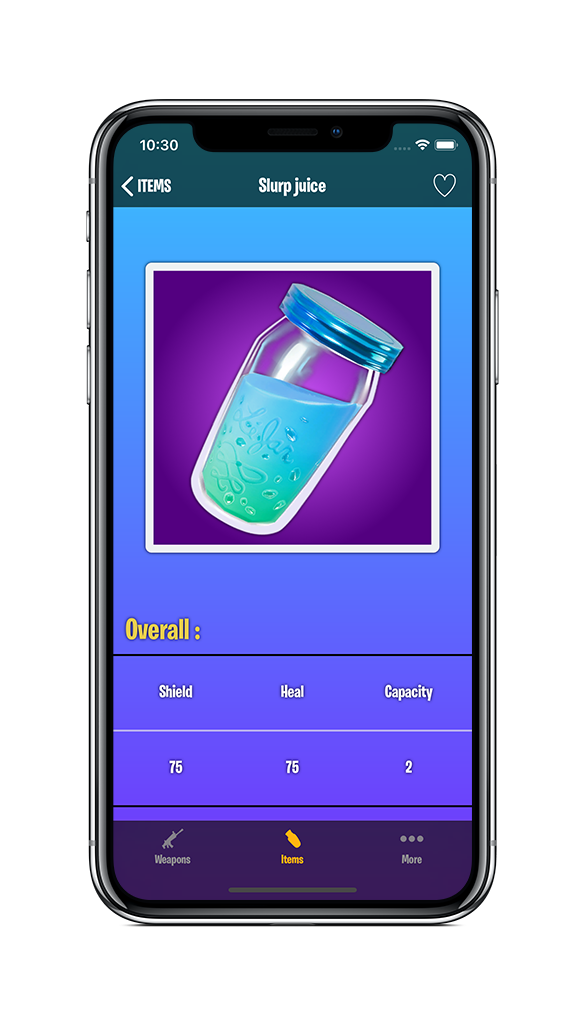 10:30
ITEMS Slurp juice
Overall :
Shield Heal Capacity
75 75 2
Weapons Items More